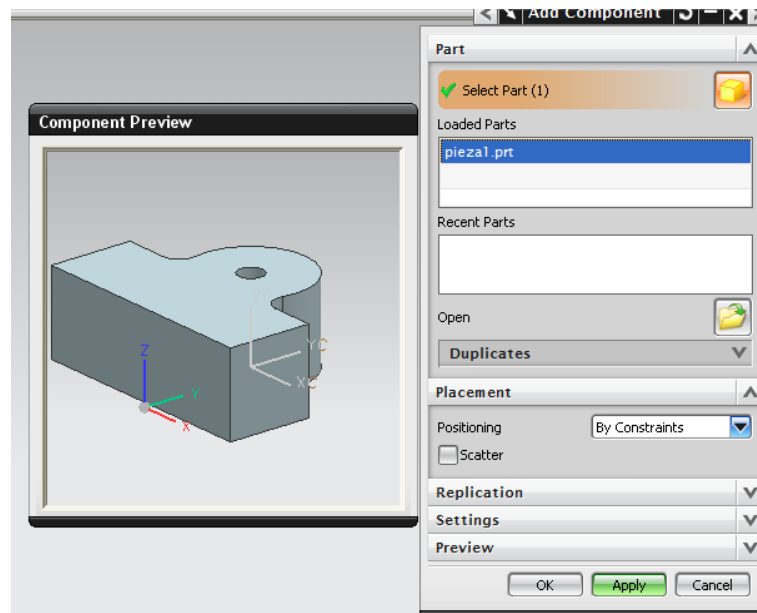 Add Component
Part
Select Part (1)
Component Preview
Loaded Parts
pieza1.prt
Recent Parts
Open
Duplicates
Placement
Positioning By Constraints
Scatter
Replication
Settings
Preview
OK Apply Cancel
YC
XC
Z
Y
X